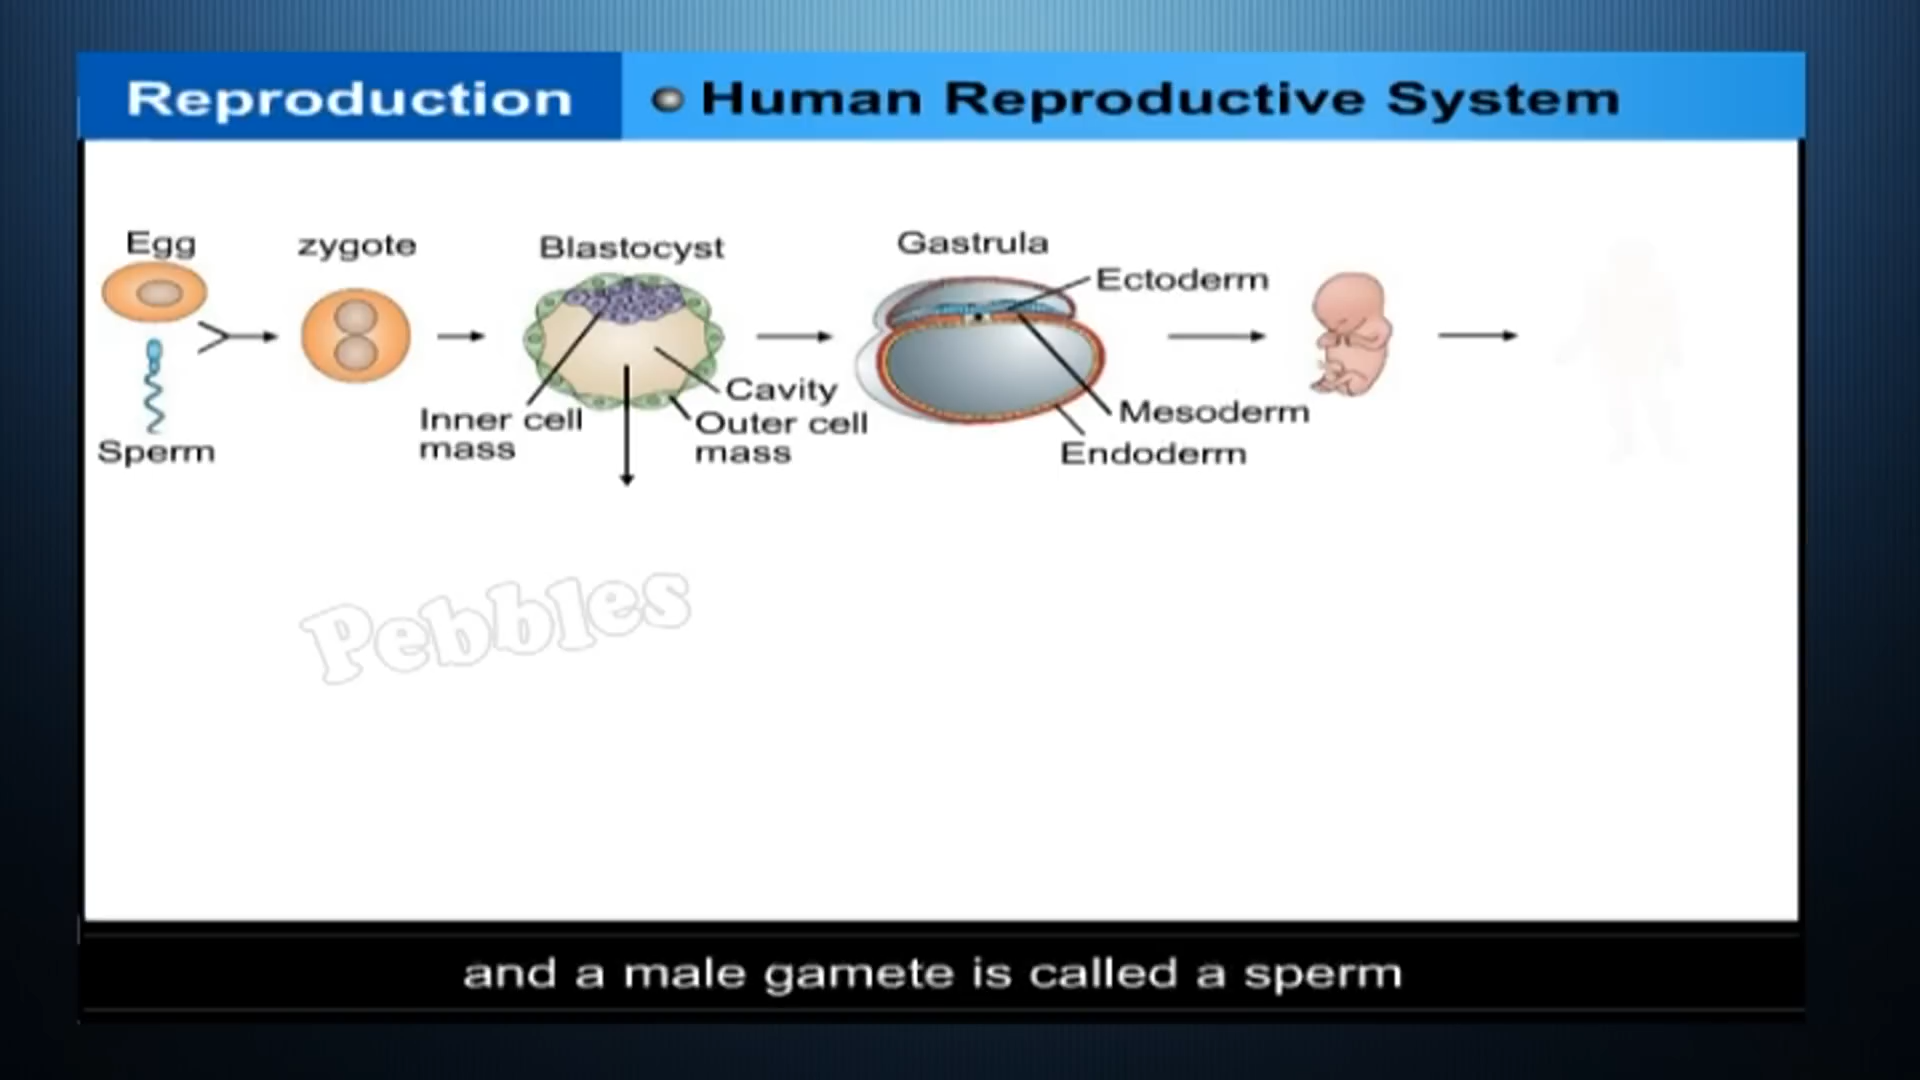 Reproduction
Human Reproductive System
Egg
zygote
Blastocyst
Gastrula
Ectoderm
Cavity
Inner cell
mass
Outer cell
mass
Mesoderm
Endoderm
Sperm
Pebbles
and a male gamete is called a sperm